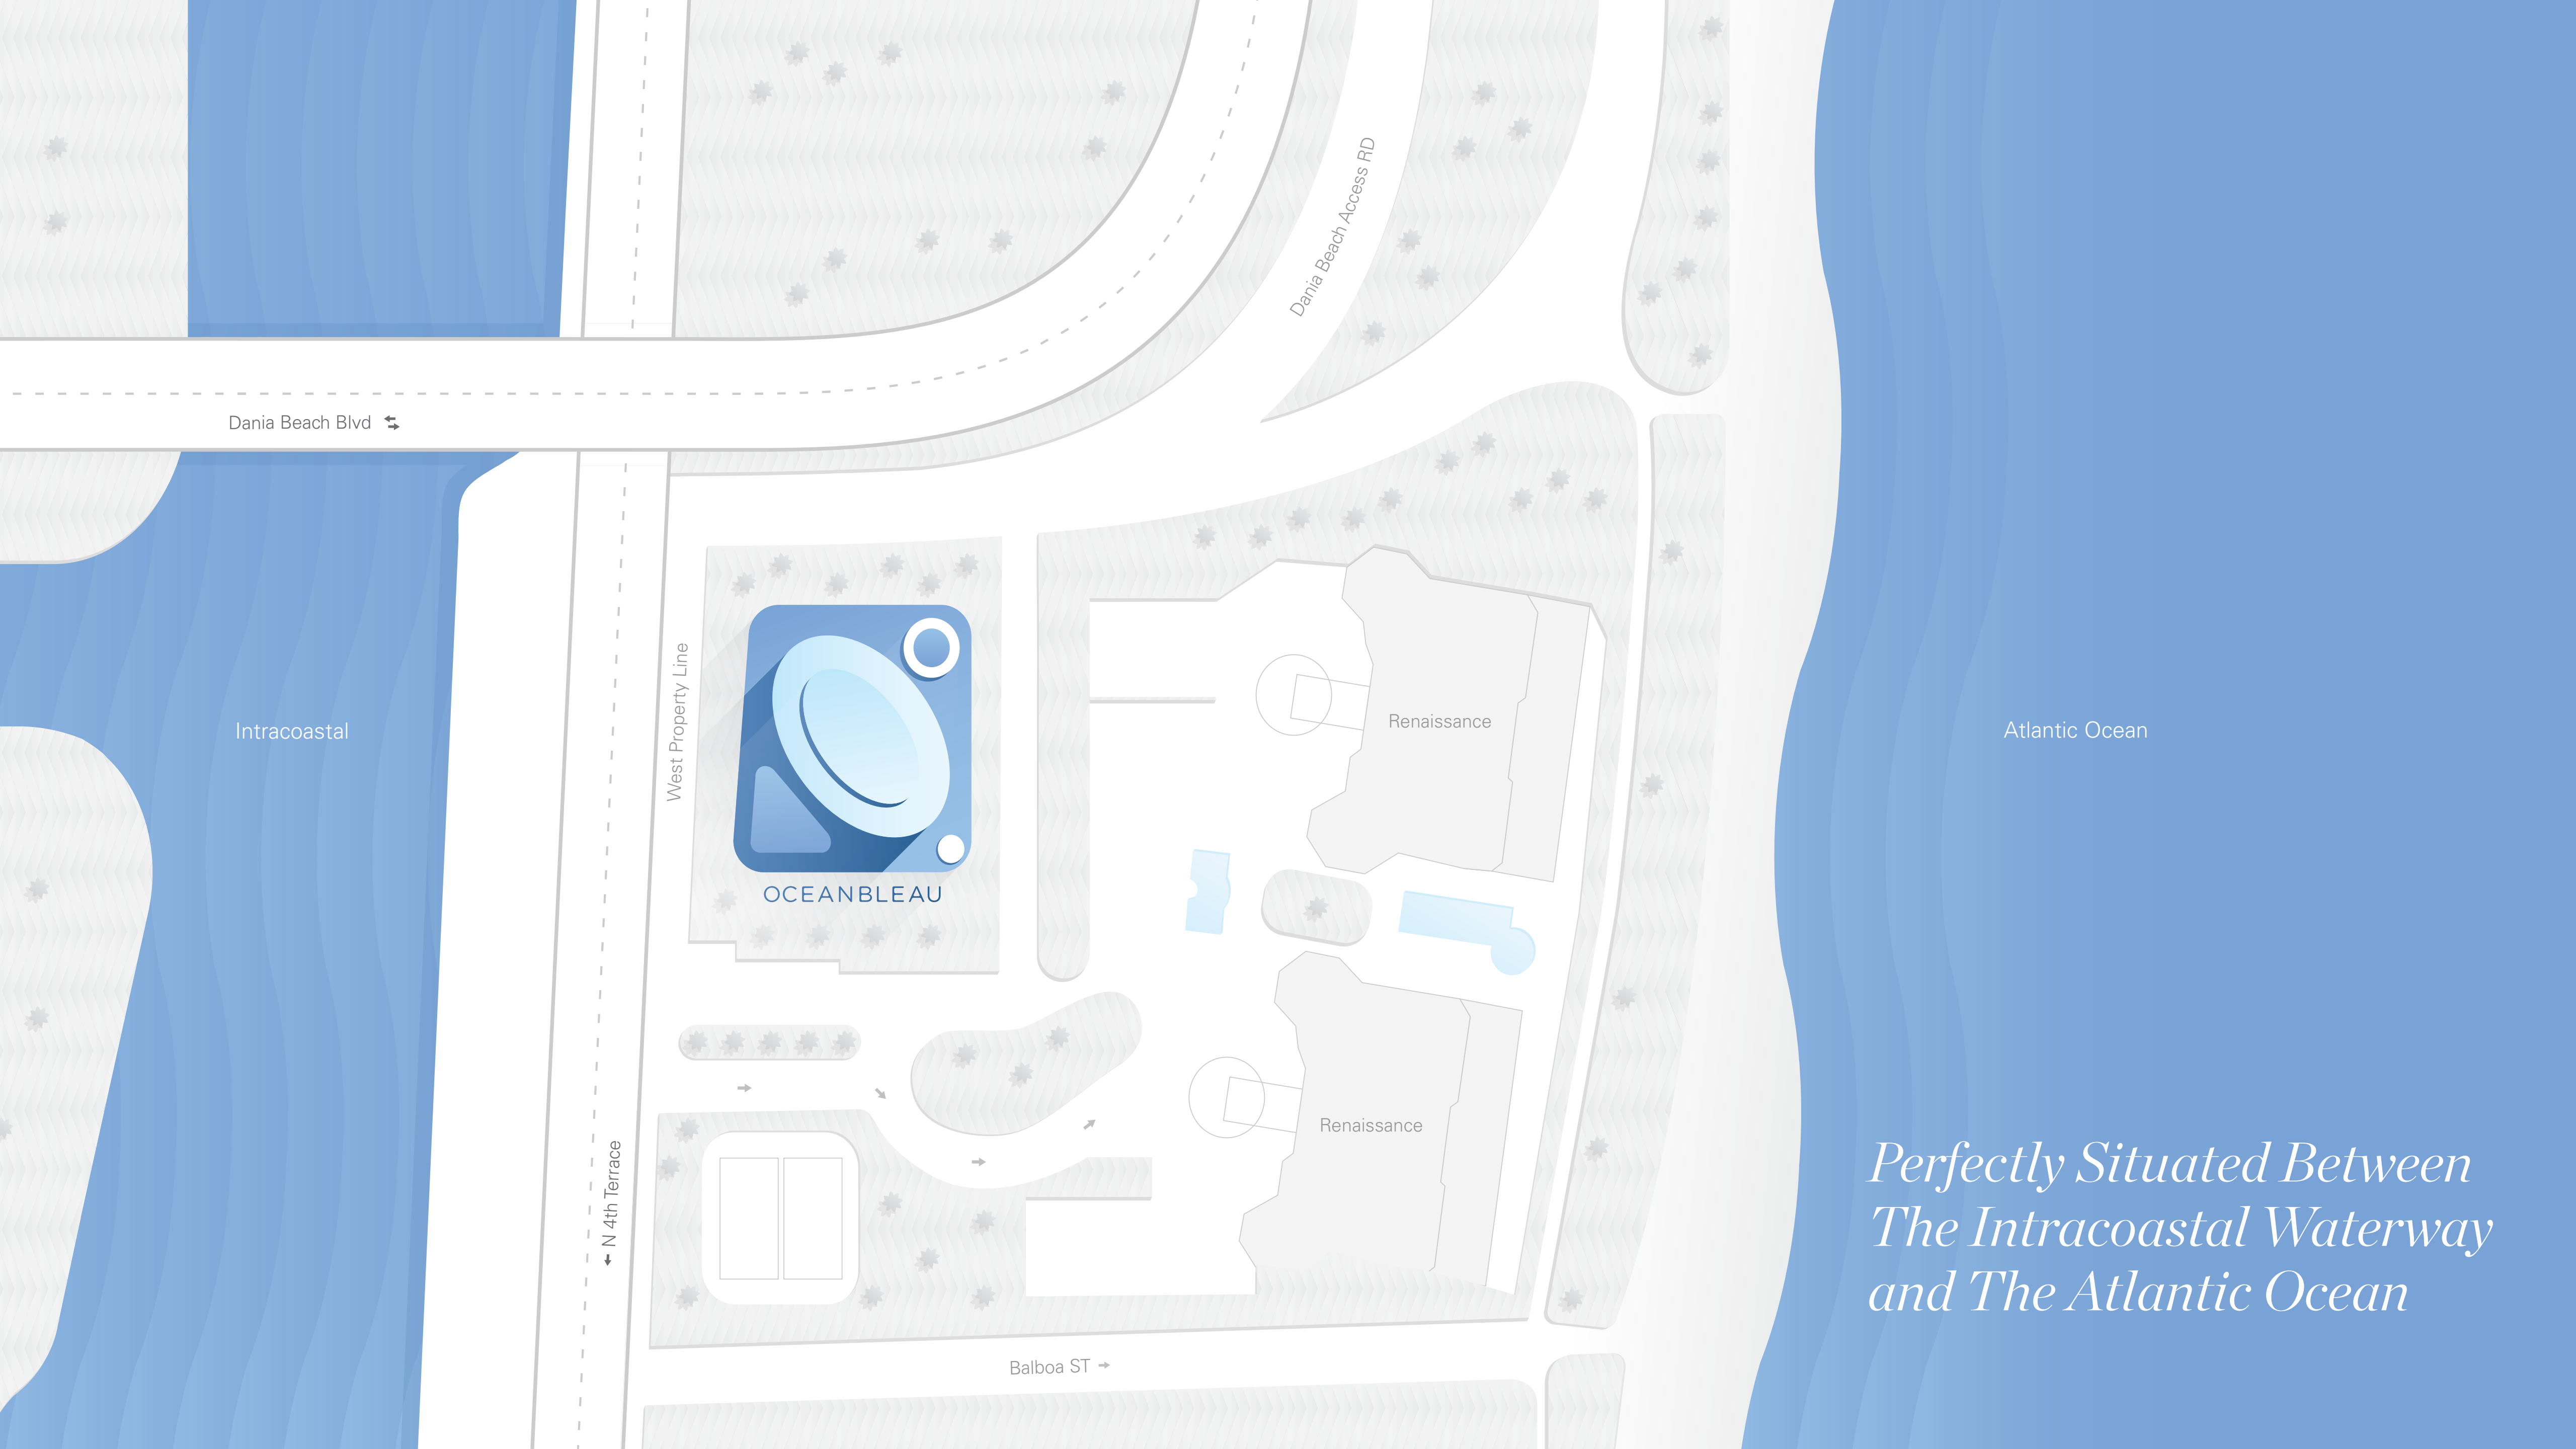 Dania Beach Access RD
Dania Beach Blvd
West Property Line
Intracoastal
Renaissance
Atlantic Ocean
OCEANBLEAU
N 4th Terrace
Renaissance
Perfectly Situated Between
The Intracoastal Waterway
and The Atlantic Ocean
Balboa ST